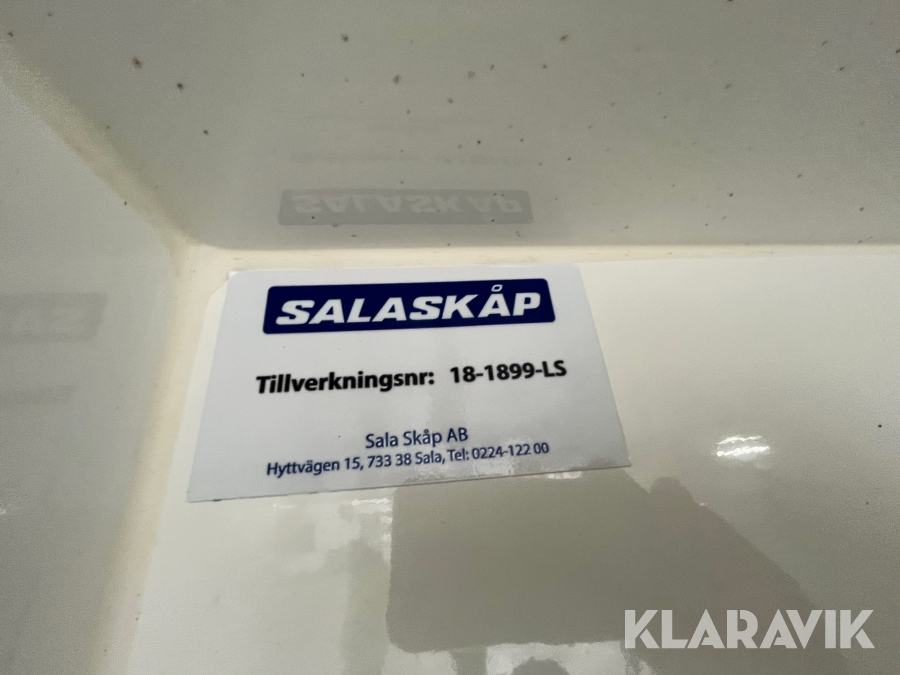 SALASKÅP
Tillverkningsnr: 18-1899-LS
Sala Skåp AB
Hyttvägen 15, 733 38 Sala, Tel: 0224-122 00
KLARAVIK